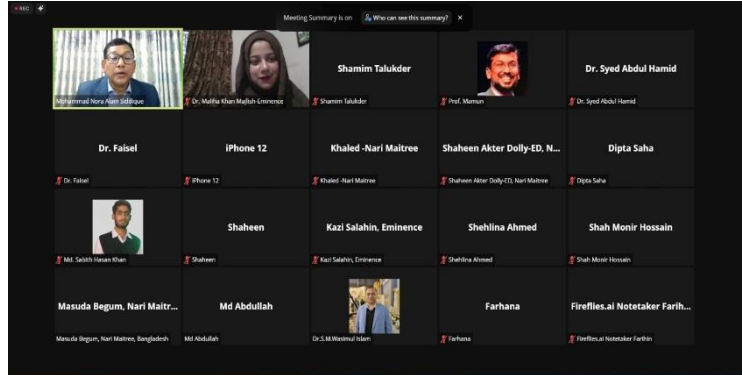 REC
Meeting Summary is on
Who can see this summary?
Mohammad Nora Alam Siddique
Dr. Maliha Khan Majlish-Eminence
Shamim Talukder
Shamim Talukder
Prof. Mamun
Dr. Syed Abdul Hamid
Dr. Syed Abdul Hamid
Dr. Faisel
Dr. Faisel
iPhone 12
iPhone 12
Khaled -Nari Maitree
Khaled -Nari Maitree
Shaheen Akter Dolly-ED, N...
Shaheen Akter Dolly-ED, Nari Maitree
Dipta Saha
Dipta Saha
Md. Sabith Hasan Khan
Shaheen
Shaheen
Kazi Salahin, Eminence
Kazi Salahin, Eminence
Shehlina Ahmed
Shehlina Ahmed
Shah Monir Hossain
Shah Monir Hossain
Masuda Begum, Nari Maitr...
Masuda Begum, Nari Maitree, Bangladesh
Md Abdullah
Md Abdullah
Dr.S.M.Wasimul Islam
Farhana
Farhana
Fireflies.ai Notetaker Farih...
Fireflies.ai Notetaker Farihin